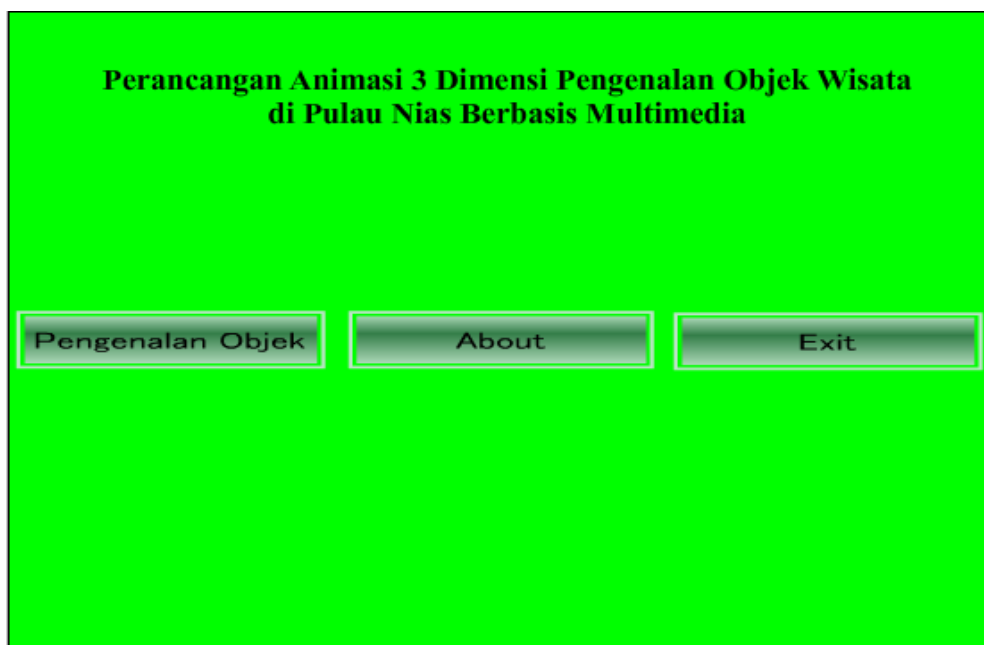 Perancangan Animasi 3 Dimensi Pengenalan Objek Wisata
di Pulau Nias Berbasis Multimedia
Pengenalan Objek
About
Exit